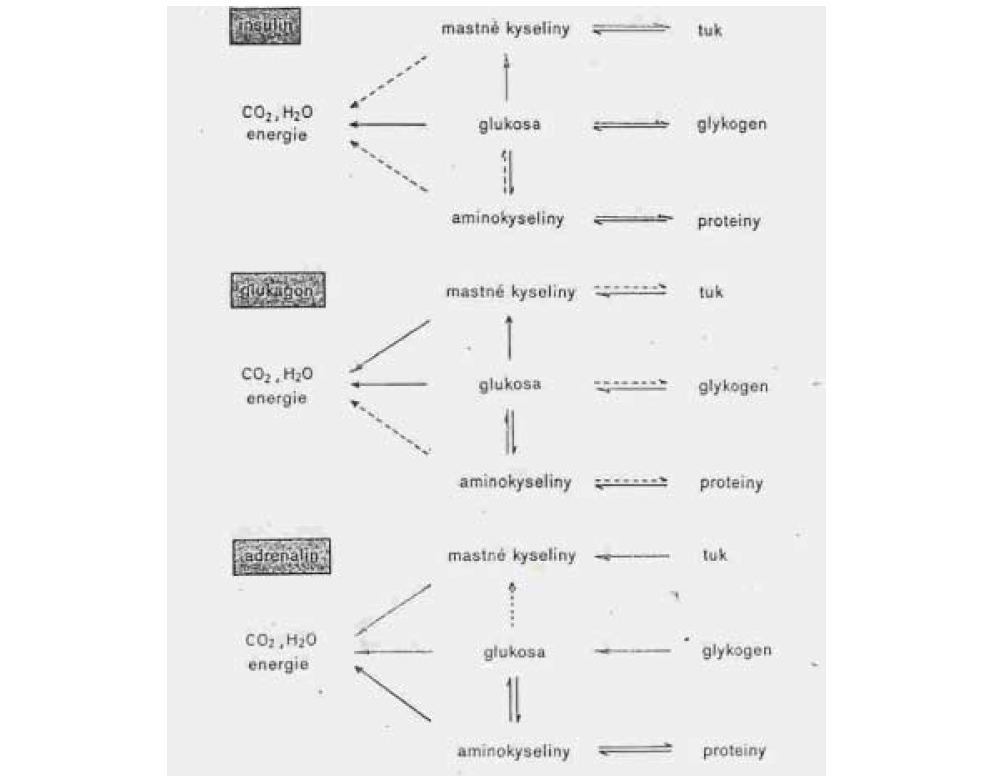 insulin
mastné kyseliny
tuk
CO₂,H₂O
energie
glukosa
glykogen
aminokyseliny
proteiny
glukagon
mastné kyseliny
tuk
CO₂,H₂O
energie
glukosa
glykogen
aminokyseliny
proteiny
adrenalin
mastné kyseliny
tuk
CO₂,H₂O
energie
glukosa
glykogen
aminokyseliny
proteiny